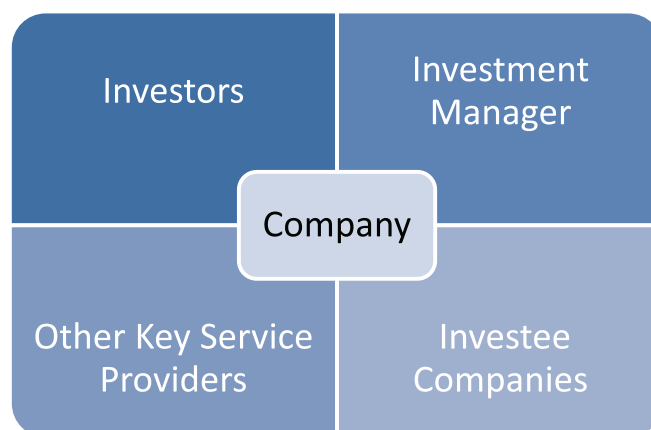 Investors
Investment
Manager
Company
Other Key Service
Providers
Investee
Companies